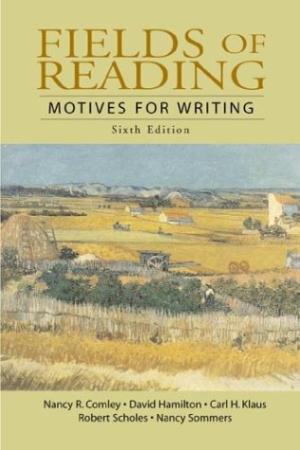 FIELDS OF
READING
MOTIVES FOR WRITING
Sixth Edition
Nancy R. Comley • David Hamilton • Carl H. Klaus
Robert Scholes • Nancy Sommers